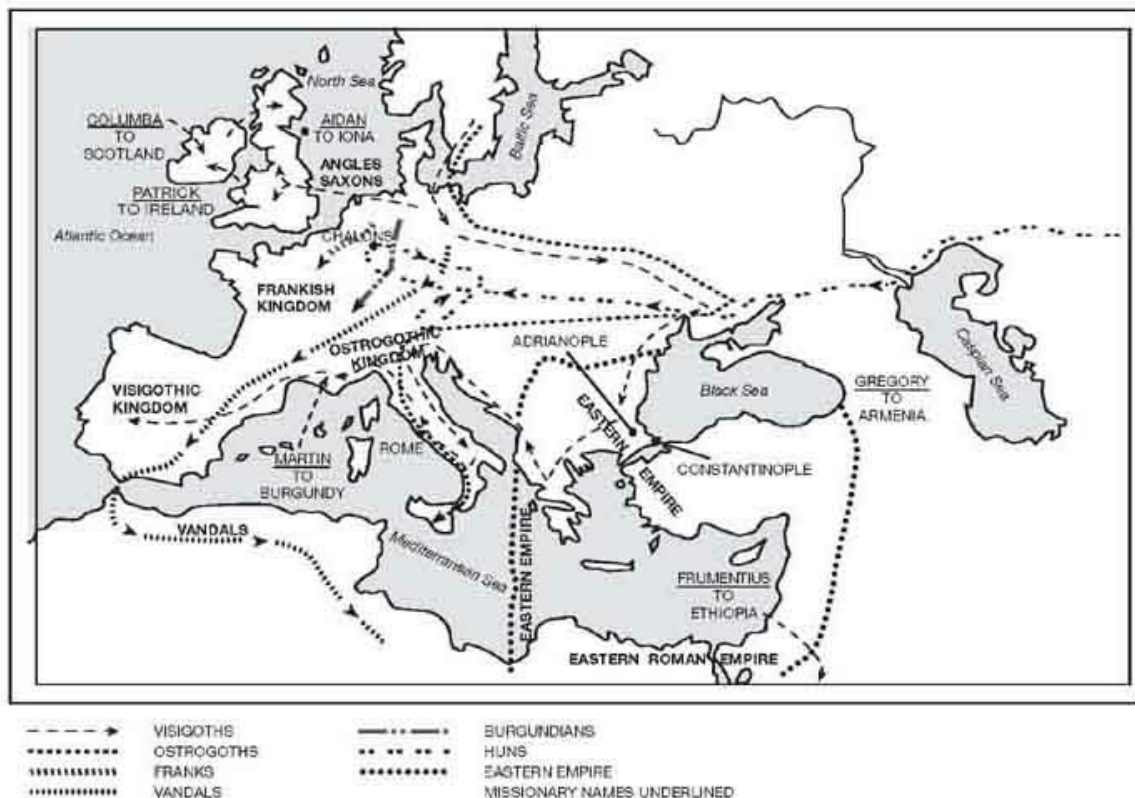 North Sea
Baltic Sea
COLUMBA
TO
SCOTLAND
AIDAN
TO IONA
ANGLES
SAXONS
PATRICK
TO IRELAND
Atlantic Ocean
CHALONS
FRANKISH
KINGDOM
OSTROGOTHIC
KINGDOM
ADRIANOPLE
VISIGOTHIC
KINGDOM
Black Sea
Caspian Sea
GREGORY
TO
ARMENIA
MARTIN
TO
BURGUNDY
ROME
EASTERN
EMPIRE
CONSTANTINOPLE
VANDALS
Mediterranean Sea
EASTERN EMPIRE
FRUMENTIUS
TO
ETHIOPIA
EASTERN ROMAN EMPIRE
VISIGOTHS
OSTROGOTHS
FRANKS
VANDALS
BURGUNDIANS
HUNS
EASTERN EMPIRE
MISSIONARY NAMES UNDERLINED